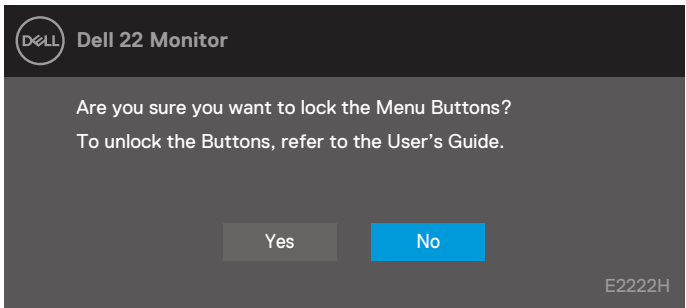 DELL
Dell 22 Monitor
Are you sure you want to lock the Menu Buttons?
To unlock the Buttons, refer to the User’s Guide.
Yes
No
E2222H